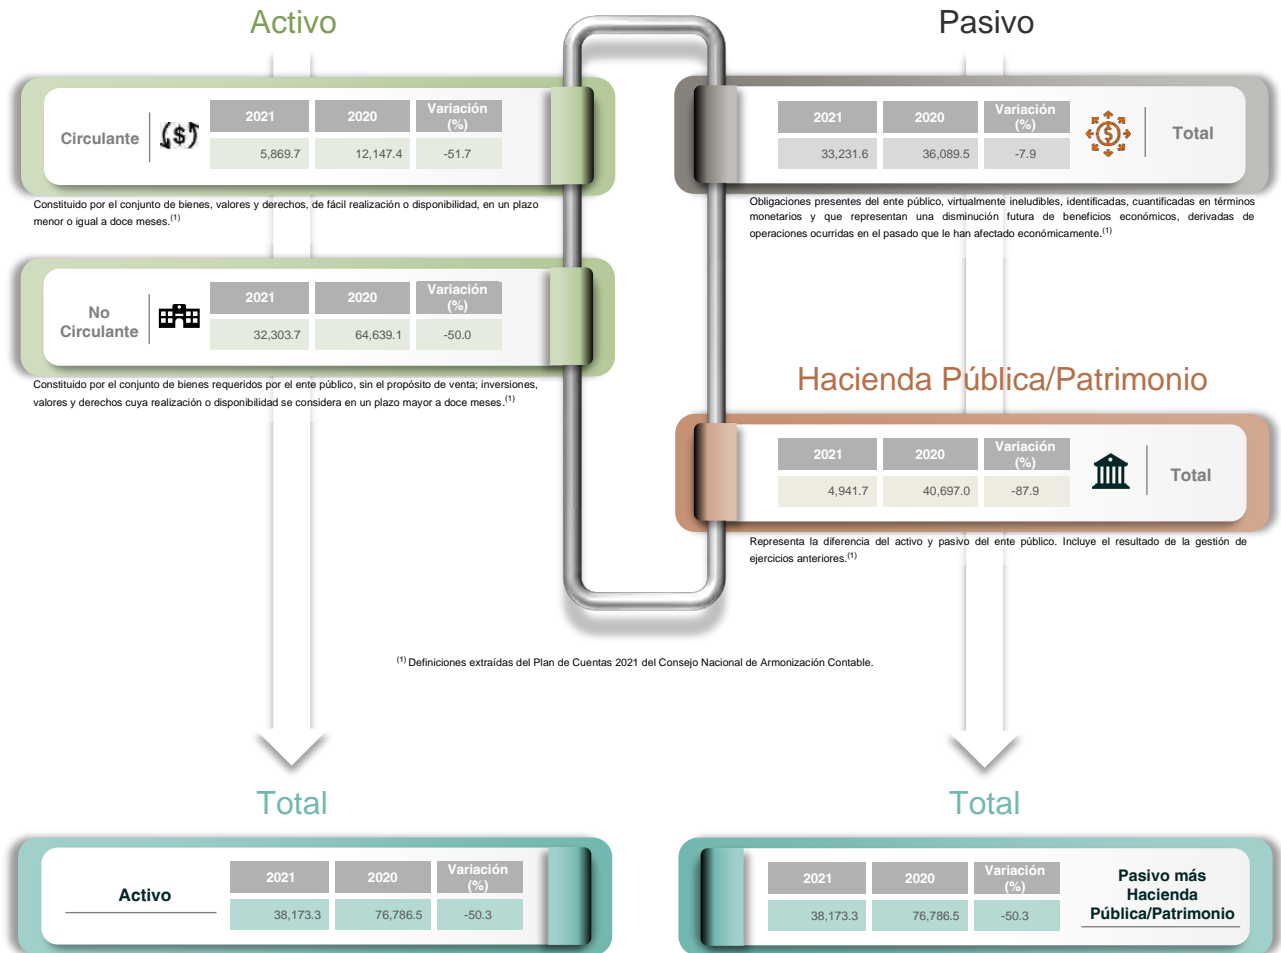 Activo
Circulante
2021 2020 Variación (%)
5,869.7 12,147.4 -51.7
Constituido por el conjunto de bienes, valores y derechos, de fácil realización o disponibilidad, en un plazo
menor o igual a doce meses.(1)
No
Circulante
2021 2020 Variación (%)
32,303.7 64,639.1 -50.0
Constituido por el conjunto de bienes requeridos por el ente público, sin el propósito de venta; inversiones,
valores y derechos cuya realización o disponibilidad se considera en un plazo mayor a doce meses.(1)
Pasivo
2021 2020 Variación (%)
33,231.6 36,089.5 -7.9
Total
Obligaciones presentes del ente público, virtualmente ineludibles, identificadas, cuantificadas en términos
monetarios y que representan una disminución futura de beneficios económicos, derivadas de
operaciones ocurridas en el pasado que le han afectado económicamente.(1)
Hacienda Pública/Patrimonio
2021 2020 Variación (%)
4,941.7 40,697.0 -87.9
Total
Representa la diferencia del activo y pasivo del ente público. Incluye el resultado de la gestión de
ejercicios anteriores.(1)
(1) Definiciones extraídas del Plan de Cuentas 2021 del Consejo Nacional de Armonización Contable.
Total
Activo
2021 2020 Variación (%)
38,173.3 76,786.5 -50.3
Total
2021 2020 Variación (%)
38,173.3 76,786.5 -50.3
Pasivo más
Hacienda
Pública/Patrimonio